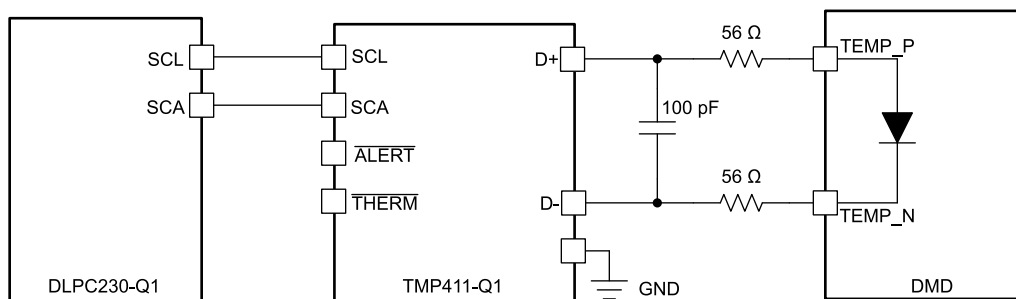 SCL
SCL
D+
56 Ω
TEMP_P
SCA
SCA
100 pF
ALERT
56 Ω
THERM
D-
TEMP_N
DLPC230-Q1
TMP411-Q1
GND
DMD